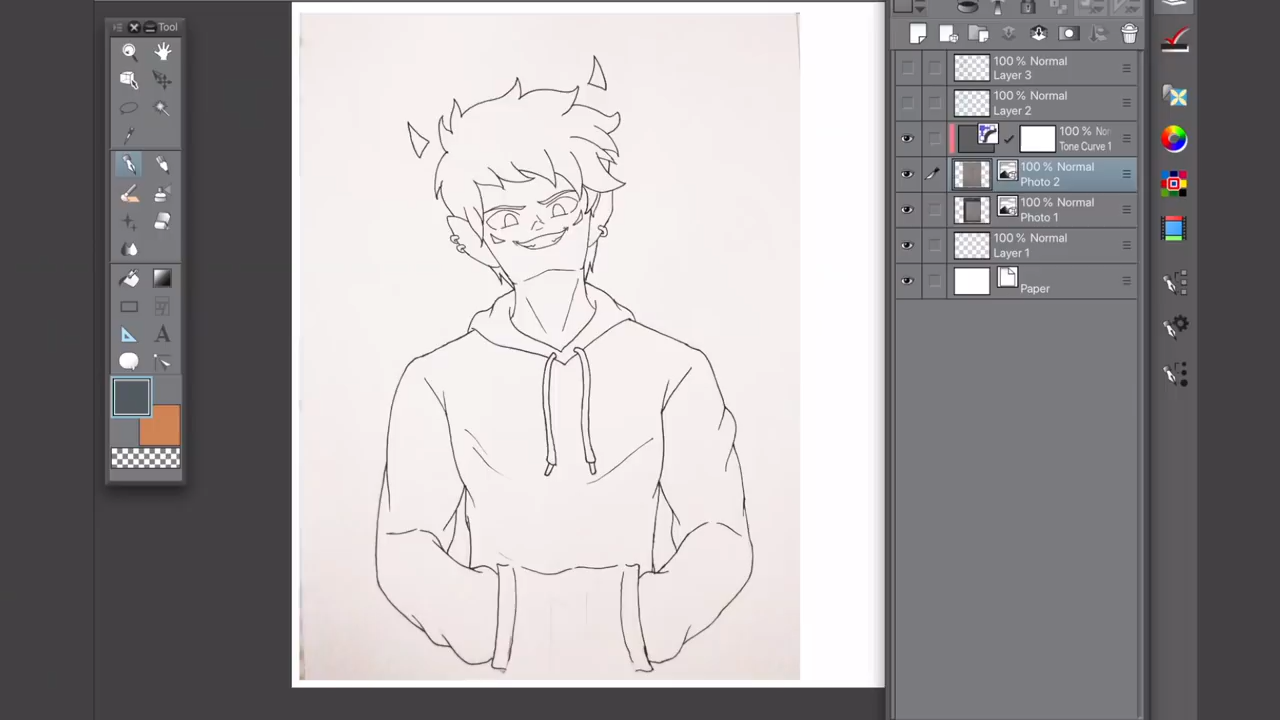 Tool
100 % Normal
Layer 3
100 % Normal
Layer 2
100 % Nor
Tone Curve 1
100 % Normal
Photo 2
100 % Normal
Photo 1
100 % Normal
Layer 1
Paper
A